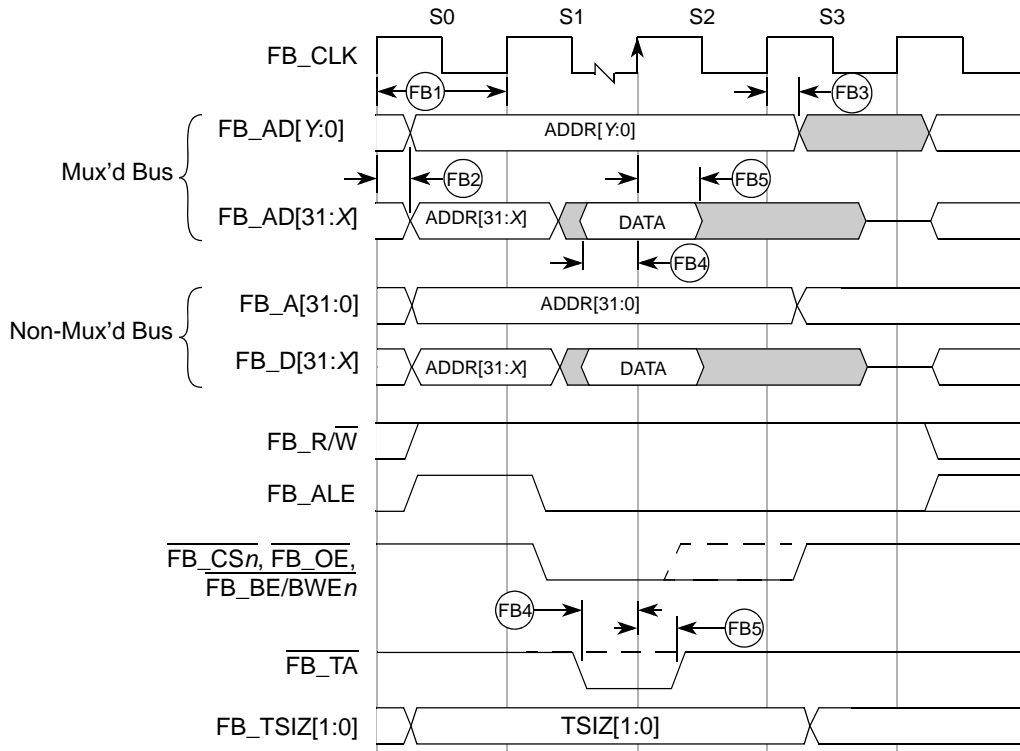 S0 S1 S2 S3
FB_CLK
FB1 FB3
Mux'd Bus
FB_AD[Y:0] ADDR[Y:0]
FB2 FB5
FB_AD[31:X] ADDR[31:X] DATA
FB4
Non-Mux'd Bus
FB_A[31:0] ADDR[31:0]
FB_D[31:X] ADDR[31:X] DATA
FB_R/W
FB_ALE
FB_CSn, FB_OE,
FB_BE/BWEn
FB4 FB5
FB_TA
FB_TSIZ[1:0] TSIZ[1:0]